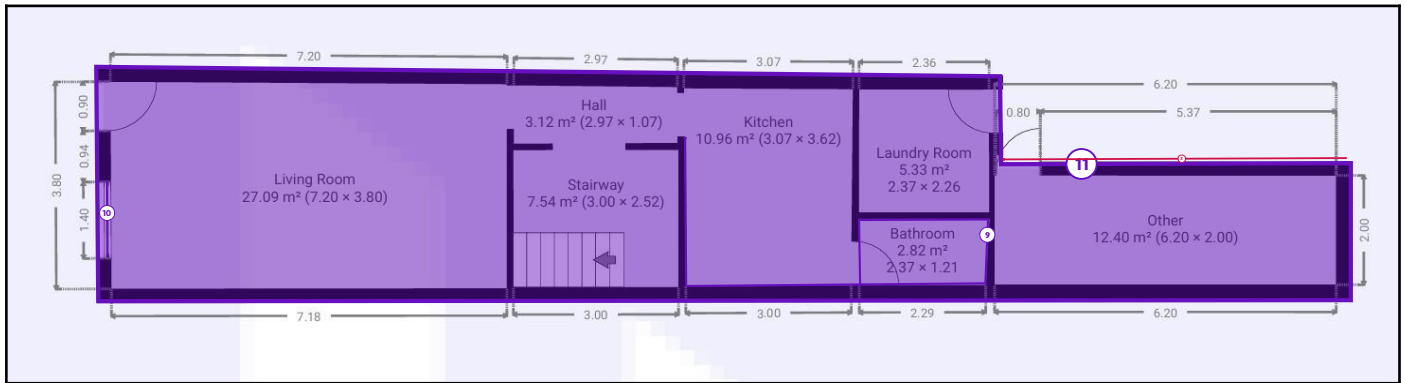 7.20
2.97
3.07
2.36
6.20
0.90
0.80
5.37
Hall
3.12 m² (2.97 × 1.07)
Kitchen
10.96 m² (3.07 × 3.62)
0.94
Laundry Room
5.33 m²
2.37 × 2.26
11
3.80
Living Room
27.09 m² (7.20 × 3.80)
Stairway
7.54 m² (3.00 × 2.52)
10
1.40
Bathroom
2.82 m²
2.37 × 1.21
9
Other
12.40 m² (6.20 × 2.00)
2.00
7.18
3.00
3.00
2.29
6.20